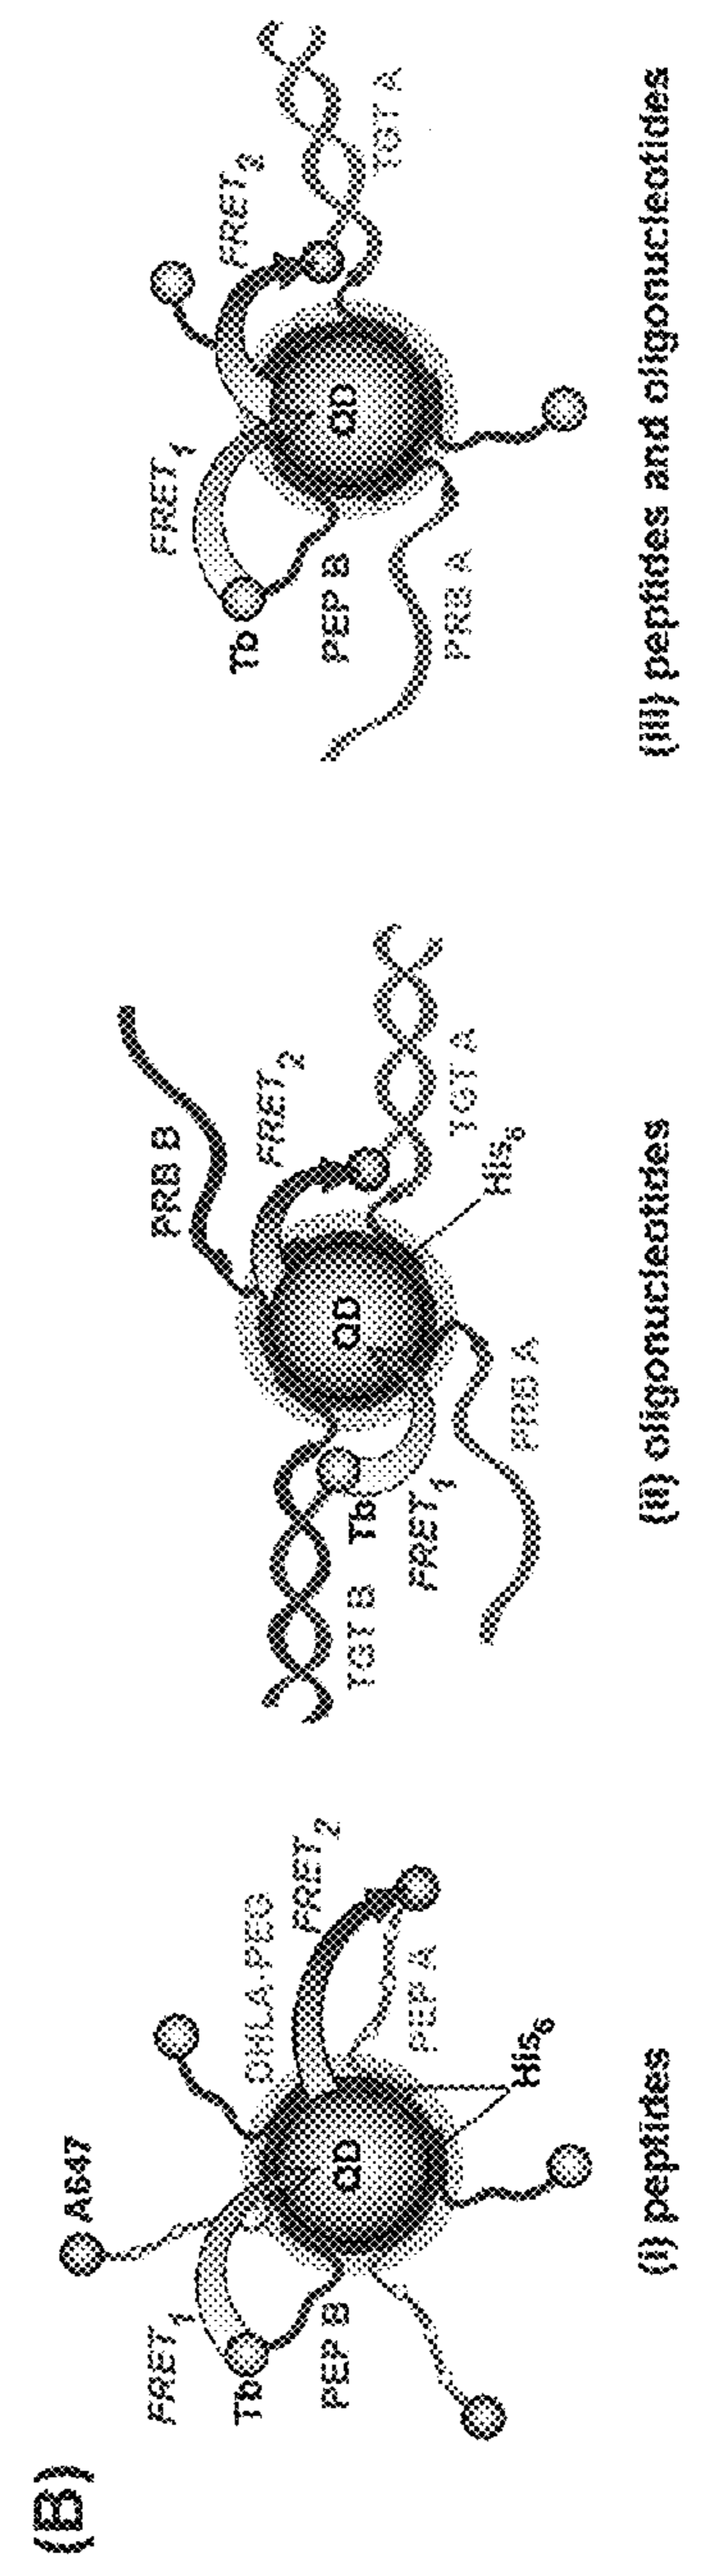 (B)
A647
FRET1
Tb
PEP B
QD
DHLA-PEG
FRET2
PEP A
His6
(i) peptides
PRB B
FRET2
TGT B
Tb
QD
FRET1
TGT A
His6
PRB A
(ii) oligonucleotides
FRET1
FRET2
Tb
QD
PEP B
TGT A
PRB A
(iii) peptides and oligonucleotides